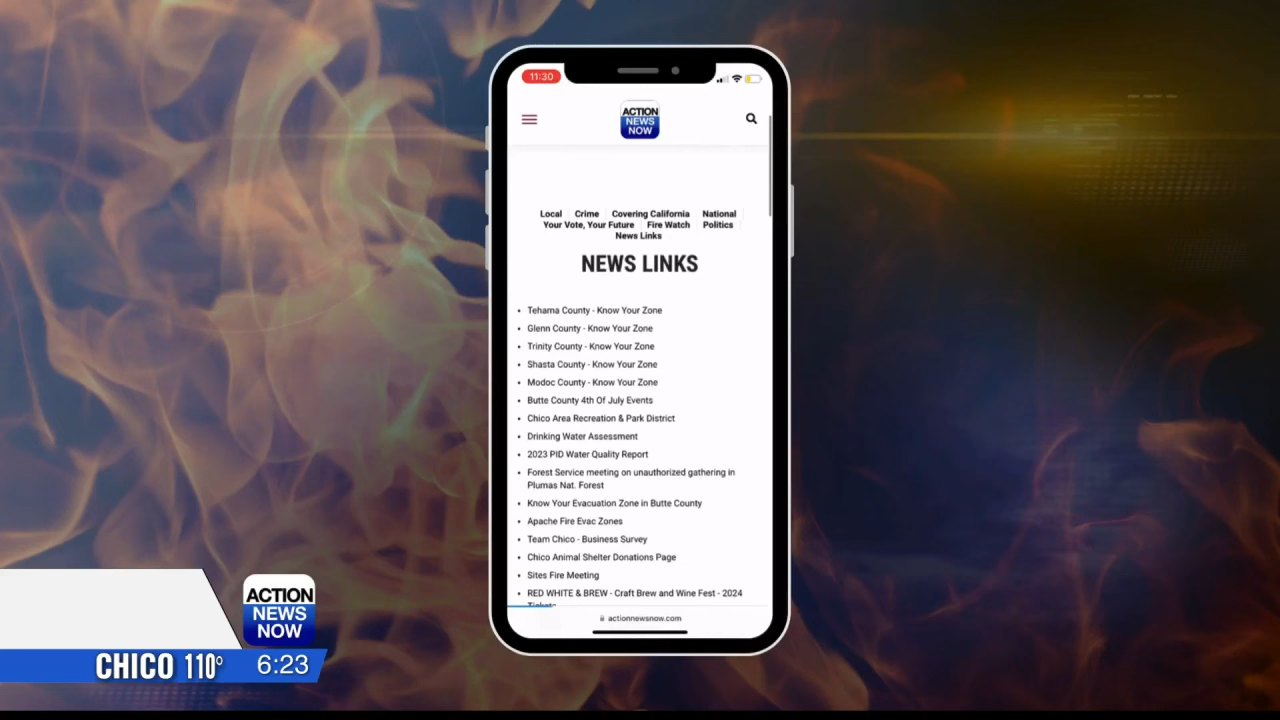 11:30
ACTION
NEWS
NOW
Local Crime Covering California National
Your Vote, Your Future Fire Watch Politics
News Links
NEWS LINKS
• Tehama County - Know Your Zone
• Glenn County - Know Your Zone
• Trinity County - Know Your Zone
• Shasta County - Know Your Zone
• Modoc County - Know Your Zone
• Butte County 4th Of July Events
• Chico Area Recreation & Park District
• Drinking Water Assessment
• 2023 PID Water Quality Report
• Forest Service meeting on unauthorized gathering in
Plumas Nat. Forest
• Know Your Evacuation Zone in Butte County
• Apache Fire Evac Zones
• Team Chico - Business Survey
• Chico Animal Shelter Donations Page
• Sites Fire Meeting
• RED WHITE & BREW - Craft Brew and Wine Fest - 2024
Tickets
actionnewsnow.com
ACTION
NEWS
NOW
CHICO 110° 6:23